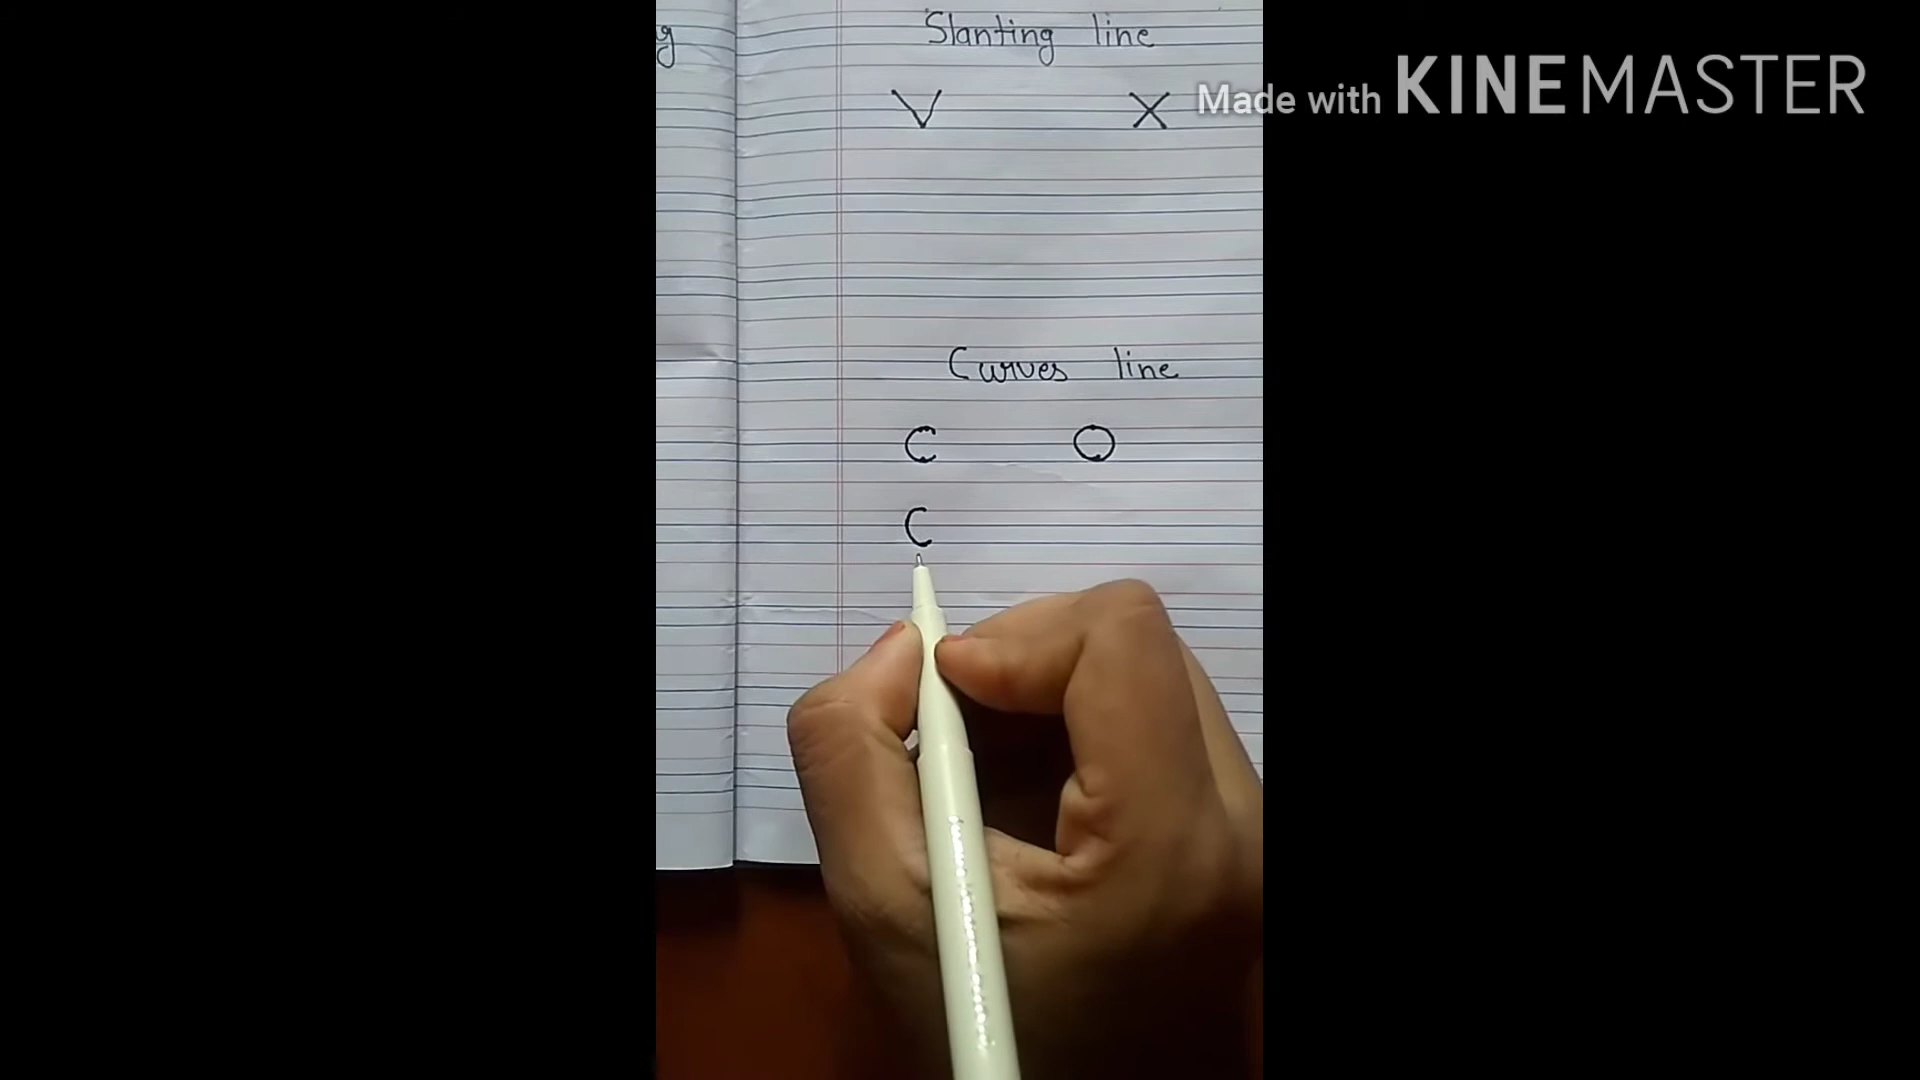 Slanting line
V X
Made with KINEMASTER
Curves line
C O
C